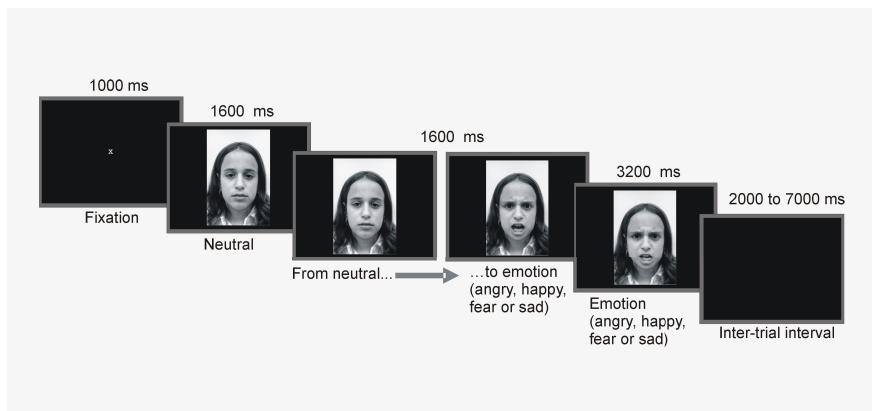 1000 ms
x
Fixation
1600 ms
Neutral
1600 ms
From neutral...
...to emotion
(angry, happy,
fear or sad)
3200 ms
Emotion
(angry, happy,
fear or sad)
2000 to 7000 ms
Inter-trial interval